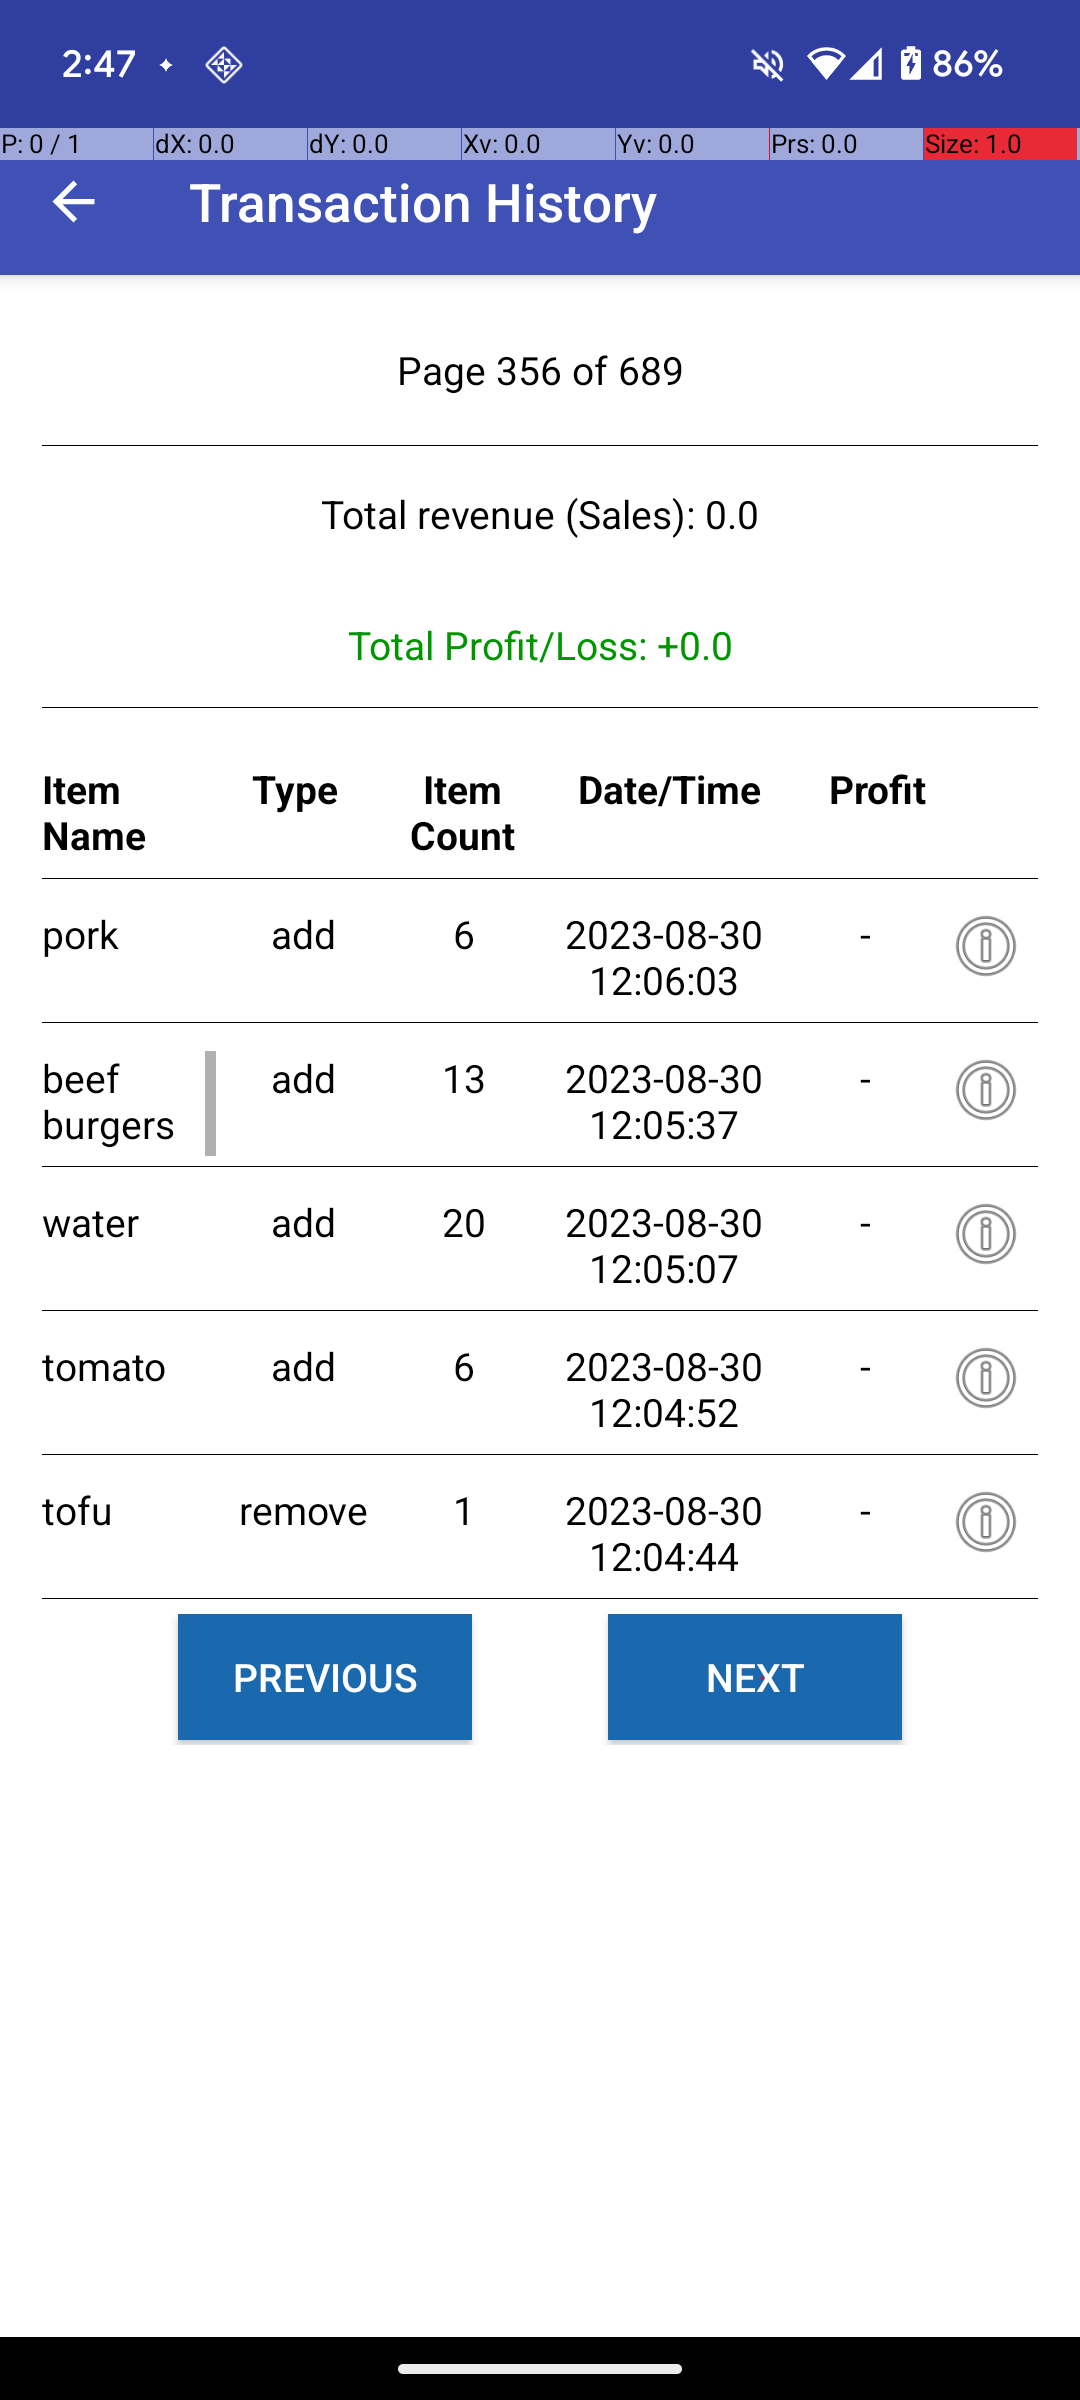 2:47
86%
P: 0 / 1 dX: 0.0 dY: 0.0 Xv: 0.0 Yv: 0.0 Prs: 0.0 Size: 1.0
Transaction History
Page 356 of 689
Total revenue (Sales): 0.0
Total Profit/Loss: +0.0
Item Name Type Item Count Date/Time Profit
pork add 6 2023-08-30 12:06:03 -
beef burgers add 13 2023-08-30 12:05:37 -
water add 20 2023-08-30 12:05:07 -
tomato add 6 2023-08-30 12:04:52 -
tofu remove 1 2023-08-30 12:04:44 -
PREVIOUS NEXT